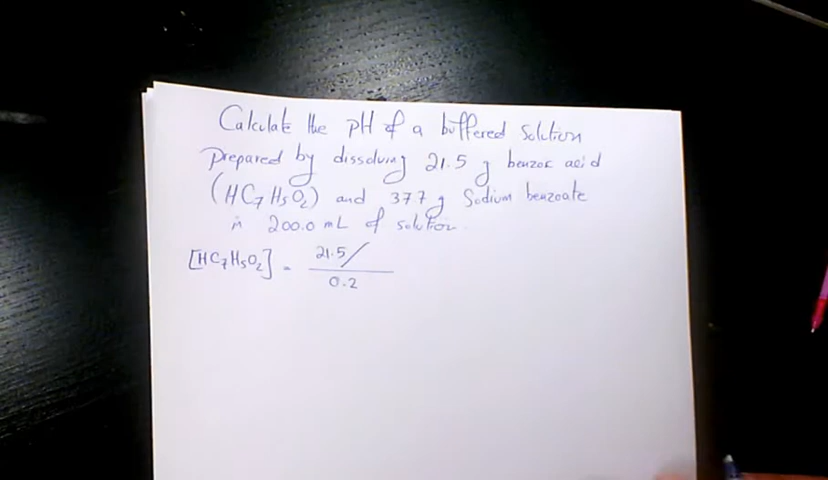 Calculate the pH of a buffered Solution
Prepared by dissolving 21.5 g benzoic acid
(HC7H5O2) and 37.7 g Sodium benzoate
in 200.0 mL of solution.
[HC7H5O2] = 21.5/
0.2